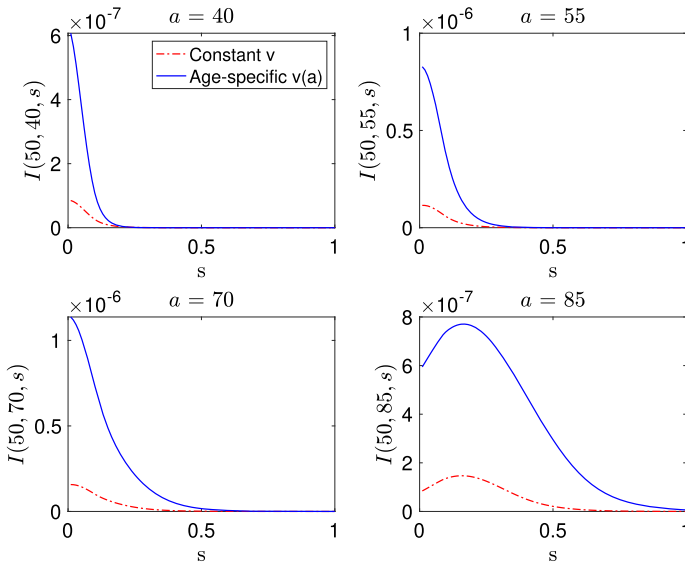 ×10⁻⁷
a = 40
6
4
2
0
I(50, 40, s)
Constant v
Age-specific v(a)
0
0.5
1
s
×10⁻⁶
a = 55
1
0.5
0
I(50, 55, s)
0
0.5
1
s
×10⁻⁶
a = 70
1
0.5
0
I(50, 70, s)
0
0.5
1
s
×10⁻⁷
a = 85
8
6
4
2
0
I(50, 85, s)
0
0.5
1
s